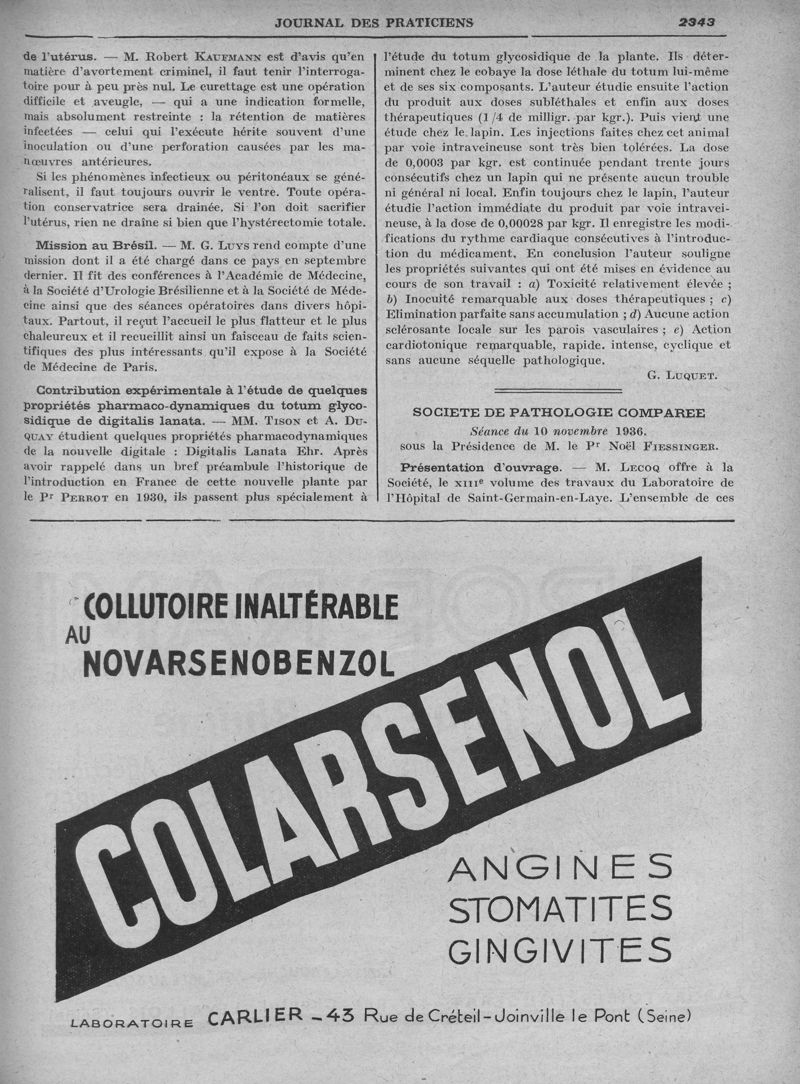 JOURNAL DES PRATICIENS 2343
de l'utérus. — M. Robert KAUFMANN est d'avis qu'en
matière d'avortement criminel, il faut tenir l'interroga-
toire pour à peu près nul. Le curettage est une opération
difficile et aveugle, — qui a une indication formelle,
mais absolument restreinte : la rétention de matières
infectées — celui qui l'exécute hérite souvent d'une
inoculation ou d'une perforation causées par les ma-
nœuvres antérieures.
Si les phénomènes infectieux ou péritonéaux se géné-
ralisent, il faut toujours ouvrir le ventre. Toute opéra-
tion conservatrice sera drainée. Si l'on doit sacrifier
l'utérus, rien ne draîne si bien que l'hystérectomie totale.
Mission au Brésil. — M. G. LUYS rend compte d'une
mission dont il a été chargé dans ce pays en septembre
dernier. Il fit des conférences à l'Académie de Médecine,
à la Société d'Urologie Brésilienne et à la Société de Méde-
cine ainsi que des séances opératoires dans divers hôpi-
taux. Partout, il reçut l'accueil le plus flatteur et le plus
chaleureux et il recueillit ainsi un faisceau de faits scien-
tifiques des plus intéressants qu'il expose à la Société
de Médecine de Paris.
Contribution expérimentale à l'étude de quelques
propriétés pharmaco-dynamiques du totum glyco-
sidique de digitalis lanata. — MM. TISON et A. DU-
QUAY étudient quelques propriétés pharmacodynamiques
de la nouvelle digitale : Digitalis Lanata Ehr. Après
avoir rappelé dans un bref préambule l'historique de
l'introduction en France de cette nouvelle plante par
le Pr PERROT en 1930, ils passent plus spécialement à
l'étude du totum glycosidique de la plante. Ils déter-
minent chez le cobaye la dose léthale du totum lui-même
et de ses six composants. L'auteur étudie ensuite l'action
du produit aux doses subléthales et enfin aux doses
thérapeutiques (1/4 de milligr. par kgr.). Puis vient une
étude chez le lapin. Les injections faites chez cet animal
par voie intraveineuse sont très bien tolérées. La dose
de 0,0003 par kgr. est continuée pendant trente jours
consécutifs chez un lapin qui ne présente aucun trouble
ni général ni local. Enfin toujours chez le lapin, l'auteur
étudie l'action immédiate du produit par voie intravei-
neuse, à la dose de 0,00028 par kgr. Il enregistre les modi-
fications du rythme cardiaque consécutives à l'introduc-
tion du médicament. En conclusion l'auteur souligne
les propriétés suivantes qui ont été mises en évidence au
cours de son travail : a) Toxicité relativement élevée ;
b) Inocuité remarquable aux doses thérapeutiques ; c)
Elimination parfaite sans accumulation ; d) Aucune action
sclérosante locale sur les parois vasculaires ; e) Action
cardiotonique remarquable, rapide. intense, cyclique et
sans aucune séquelle pathologique.
G. LUQUET.
SOCIETE DE PATHOLOGIE COMPAREE
Séance du 10 novembre 1936.
sous la Présidence de M. le Pr Noël FIESSINGER.
Présentation d'ouvrage. — M. LECOQ offre à la
Société, le XIIIe volume des travaux du Laboratoire de
l'Hôpital de Saint-Germain-en-Laye. L'ensemble de ces
COLLUTOIRE INALTÉRABLE
AU
NOVARSENOBENZOL
COLARSENOL
ANGINES
STOMATITES
GINGIVITES
LABORATOIRE CARLIER - 43 Rue de Créteil - Joinville le Pont (Seine)